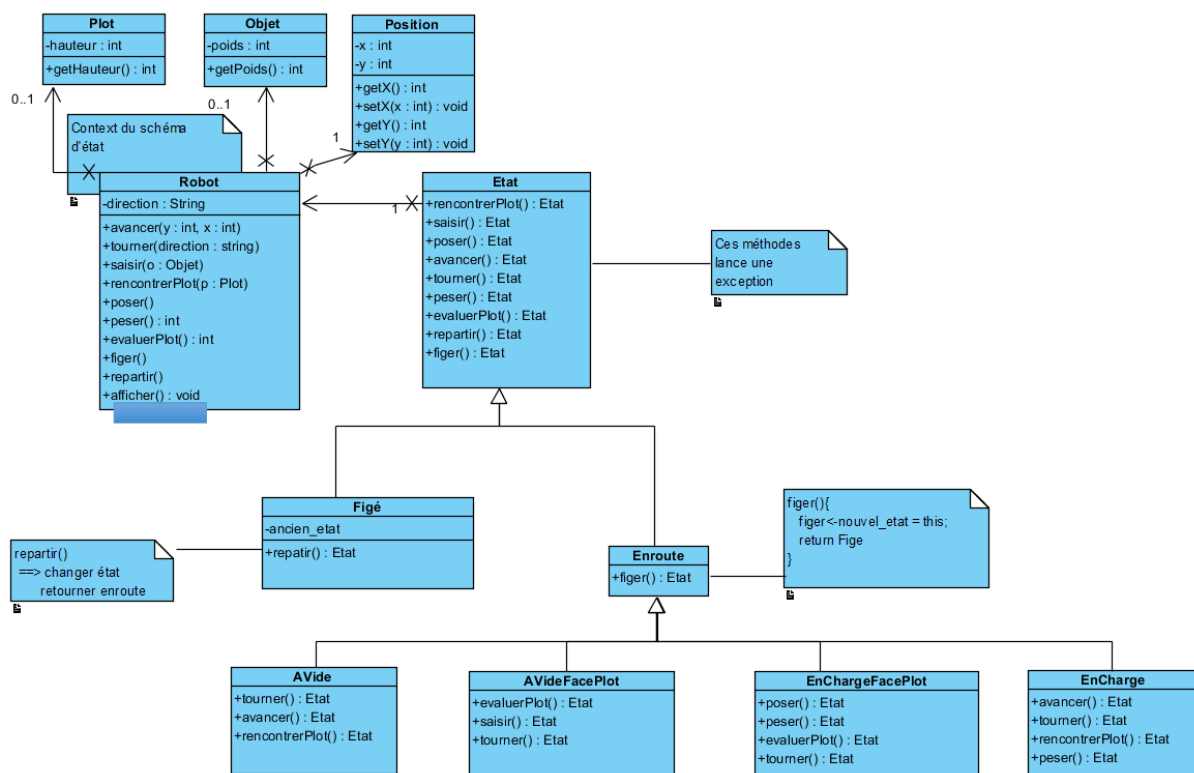 Plot
-hauteur : int
+getHauteur() : int
Objet
-poids : int
+getPoids() : int
Position
-x : int
-y : int
+getX() : int
+setX(x : int) : void
+getY() : int
+setY(y : int) : void
0..1
0..1
1
Context du schéma
d'état
Robot
-direction : String
+avancer(y : int, x : int)
+tourner(direction : string)
+saisir(o : Objet)
+rencontrerPlot(p : Plot)
+poser()
+peser() : int
+evaluerPlot() : int
+figer()
+repartir()
+afficher() : void
1
Etat
+rencontrerPlot() : Etat
+saisir() : Etat
+poser() : Etat
+avancer() : Etat
+tourner() : Etat
+peser() : Etat
+evaluerPlot() : Etat
+repartir() : Etat
+figer() : Etat
Ces méthodes
lance une
exception
Figé
-ancien_etat
+repatir() : Etat
repartir()
==> changer état
retourner enroute
Enroute
+figer() : Etat
figer(){
figer<-nouvel_etat = this;
return Fige
}
AVide
+tourner() : Etat
+avancer() : Etat
+rencontrerPlot() : Etat
AVideFacePlot
+evaluerPlot() : Etat
+saisir() : Etat
+tourner() : Etat
EnChargeFacePlot
+poser() : Etat
+peser() : Etat
+evaluerPlot() : Etat
+tourner() : Etat
EnCharge
+avancer() : Etat
+tourner() : Etat
+rencontrerPlot() : Etat
+peser() : Etat